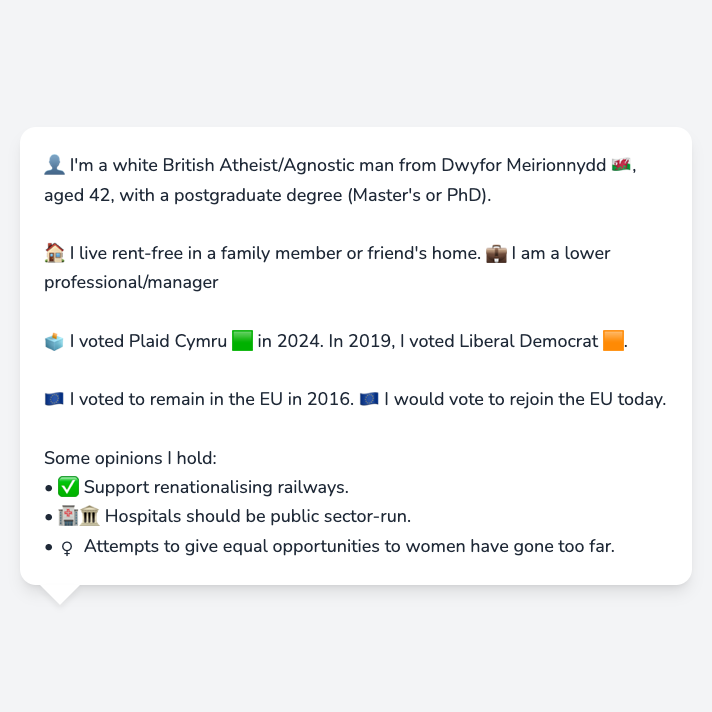 👤 I'm a white British Atheist/Agnostic man from Dwyfor Meirionnydd 🏴󠁧󠁢󠁷󠁬󠁳󠁿,
aged 42, with a postgraduate degree (Master's or PhD).
🏠 I live rent-free in a family member or friend's home. 💼 I am a lower
professional/manager
🗳️ I voted Plaid Cymru 🟩 in 2024. In 2019, I voted Liberal Democrat 🟧.
🇪🇺 I voted to remain in the EU in 2016. 🇪🇺 I would vote to rejoin the EU today.
Some opinions I hold:
• ✅ Support renationalising railways.
• 🏥🏛️ Hospitals should be public sector-run.
• ♀ Attempts to give equal opportunities to women have gone too far.